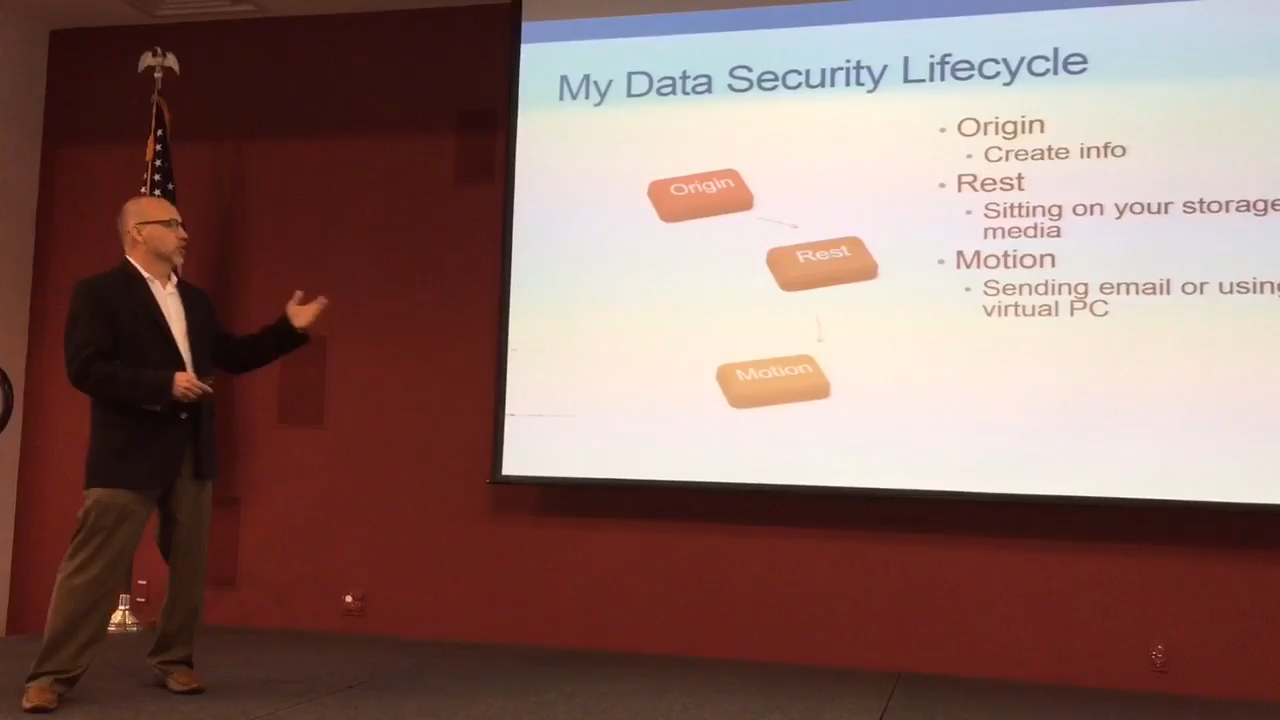 My Data Security Lifecycle
Origin
Rest
Motion
• Origin
• Create info
• Rest
• Sitting on your storage
media
• Motion
• Sending email or using
virtual PC